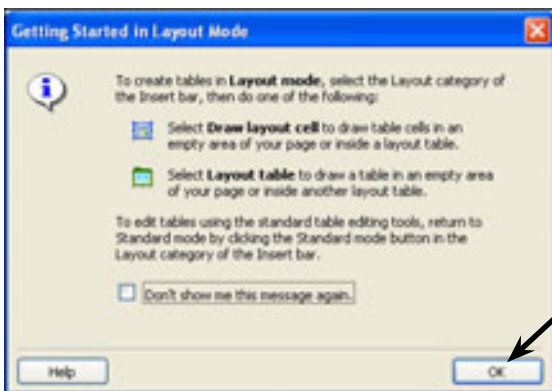 Getting Started in Layout Mode
To create tables in Layout mode, select the Layout category of
the Insert bar, then do one of the following:
Select Draw layout cell to draw table cells in an
empty area of your page or inside a layout table.
Select Layout table to draw a table in an empty area
of your page or inside another layout table.
To edit tables using the standard table editing tools, return to
Standard mode by clicking the Standard mode button in the
Layout category of the Insert bar.
Don't show me this message again.
Help
OK